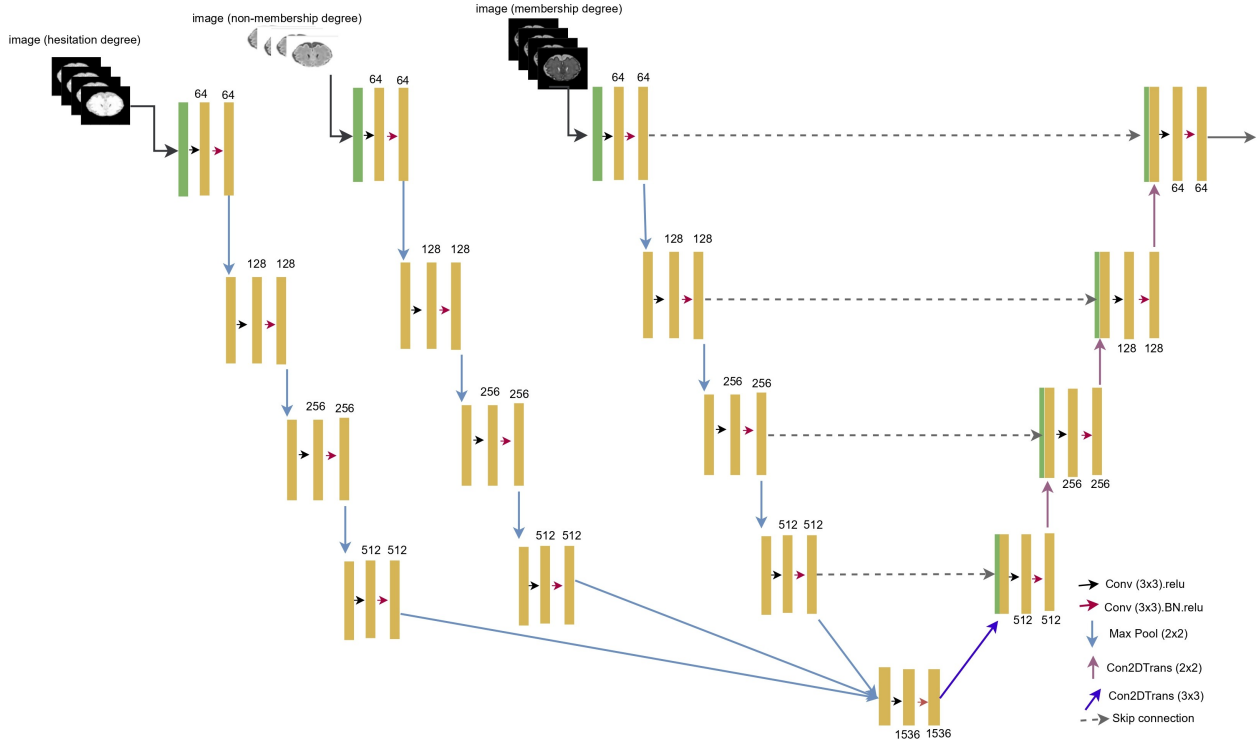 image (membership degree)
image (non-membership degree)
image (hesitation degree)
64 64
64 64
64 64
64 64
128 128
128 128
128 128
128 128
256 256
256 256
256 256
256 256
512 512
512 512
512 512
512 512
1536 1536
Conv (3x3).relu
Conv (3x3).BN.relu
Max Pool (2x2)
Con2DTrans (2x2)
Con2DTrans (3x3)
Skip connection